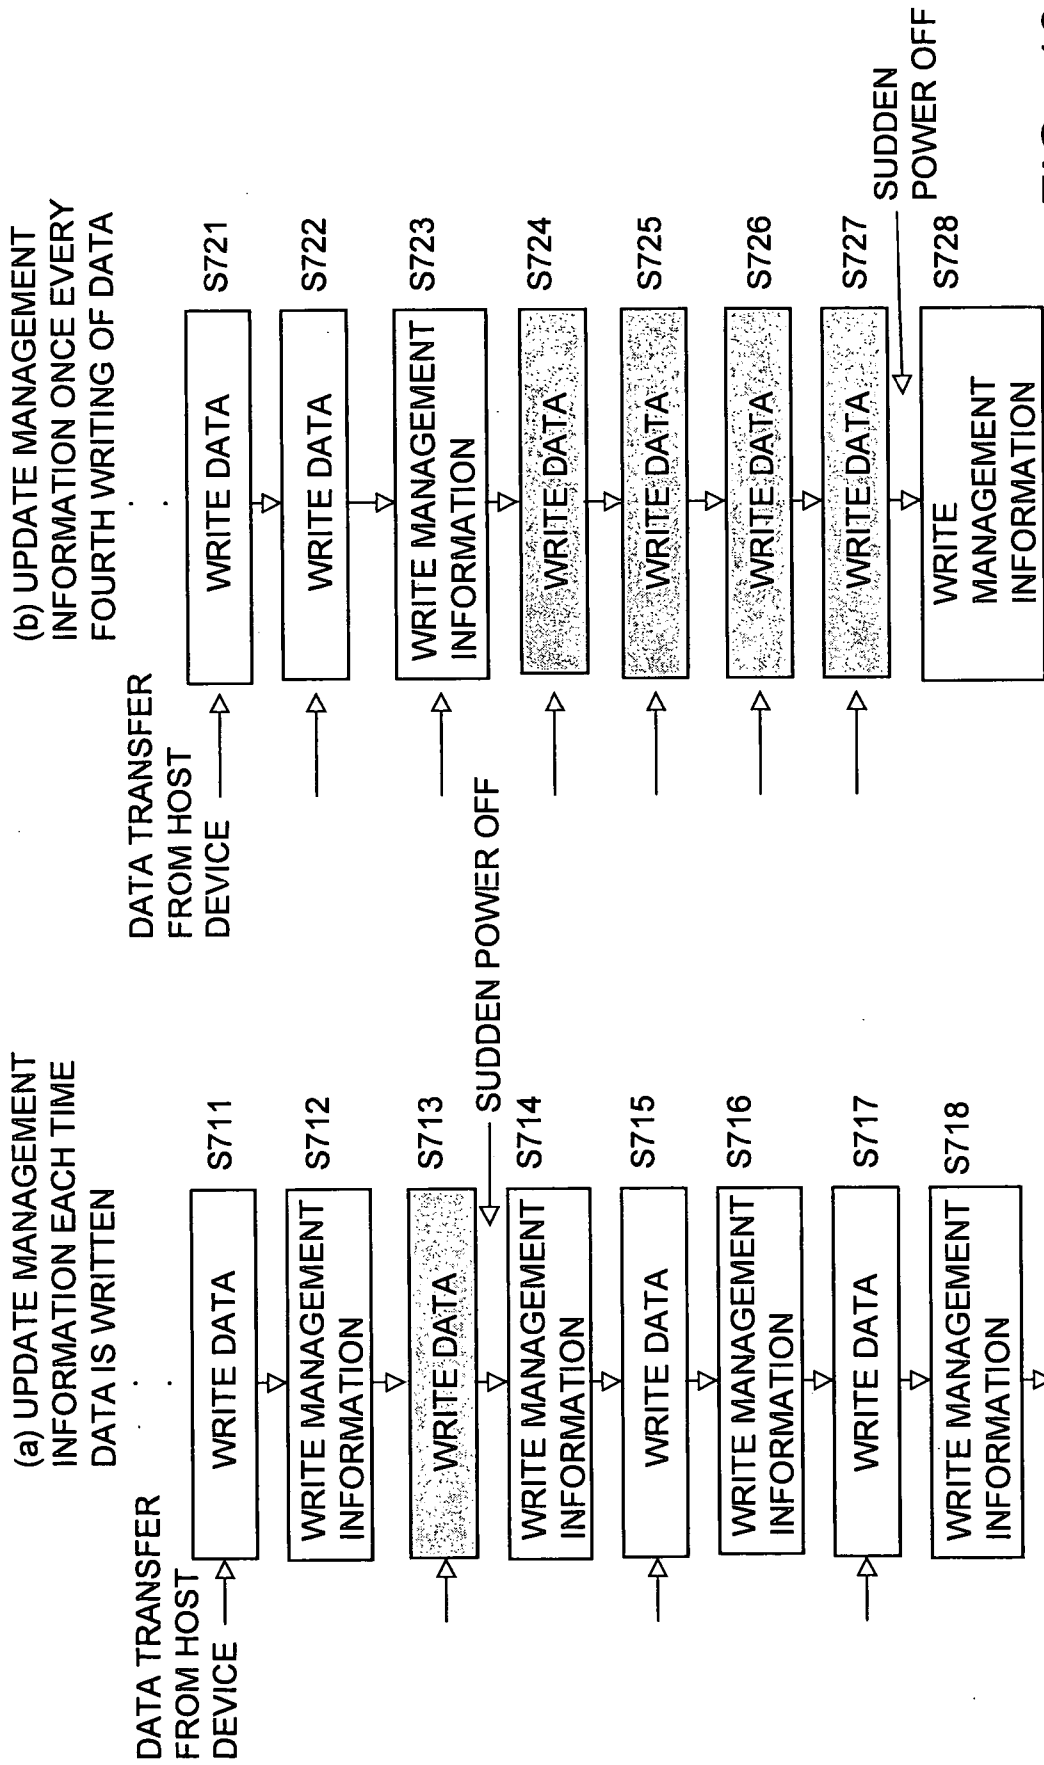 (a) UPDATE MANAGEMENT
INFORMATION EACH TIME
DATA IS WRITTEN
DATA TRANSFER
FROM HOST
DEVICE
WRITE DATA
S711
WRITE MANAGEMENT
INFORMATION
S712
WRITE DATA
S713
SUDDEN POWER OFF
WRITE MANAGEMENT
INFORMATION
S714
WRITE DATA
S715
WRITE MANAGEMENT
INFORMATION
S716
WRITE DATA
S717
WRITE MANAGEMENT
INFORMATION
S718
(b) UPDATE MANAGEMENT
INFORMATION ONCE EVERY
FOURTH WRITING OF DATA
DATA TRANSFER
FROM HOST
DEVICE
WRITE DATA
S721
WRITE DATA
S722
WRITE MANAGEMENT
INFORMATION
S723
WRITE DATA
S724
WRITE DATA
S725
WRITE DATA
S726
WRITE DATA
S727
SUDDEN
POWER OFF
WRITE
MANAGEMENT
INFORMATION
S728